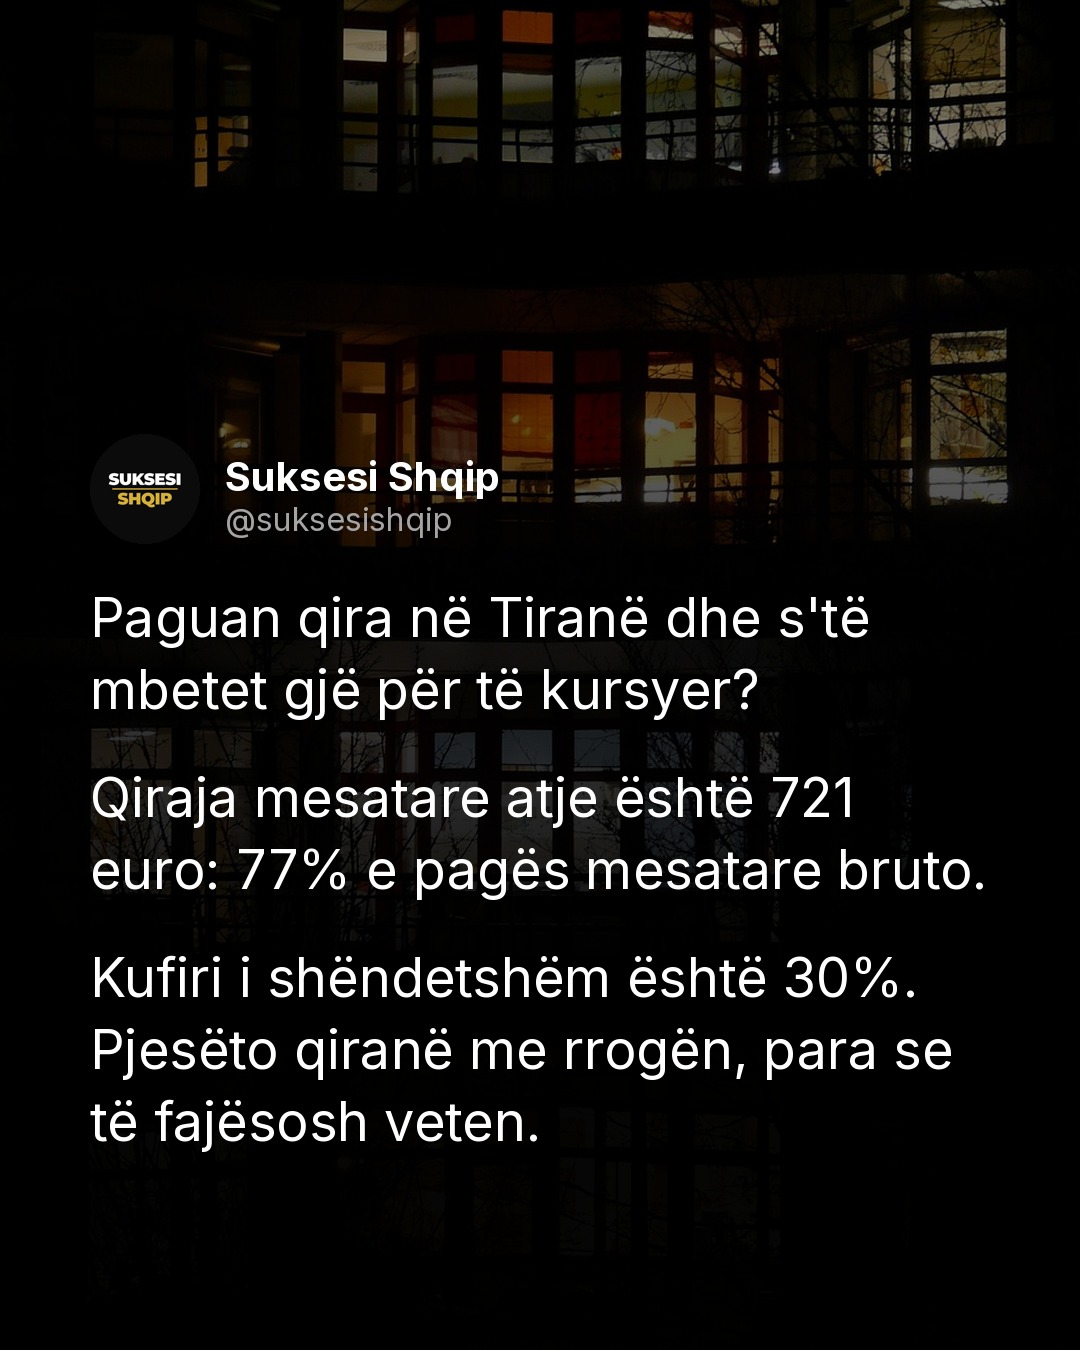 SUKSESI
SHQIP
Suksesi Shqip
@suksesishqip
Paguan qira në Tiranë dhe s'të
mbetet gjë për të kursyer?
Qiraja mesatare atje është 721
euro: 77% e pagës mesatare bruto.
Kufiri i shëndetshëm është 30%.
Pjesëto qiranë me rrogën, para se
të fajësosh veten.